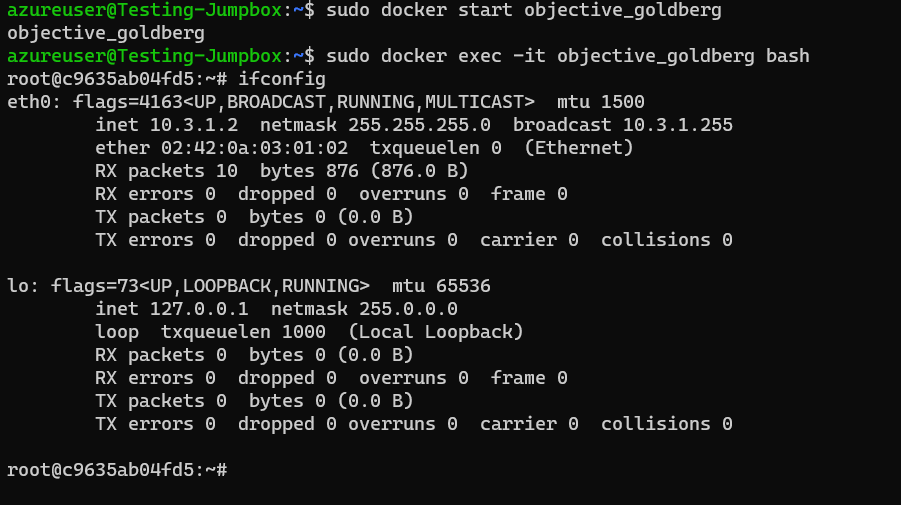 azureuser@Testing-Jumpbox:~$ sudo docker start objective_goldberg
objective_goldberg
azureuser@Testing-Jumpbox:~$ sudo docker exec -it objective_goldberg bash
root@c9635ab04fd5:~# ifconfig
eth0: flags=4163<UP,BROADCAST,RUNNING,MULTICAST>  mtu 1500
        inet 10.3.1.2  netmask 255.255.255.0  broadcast 10.3.1.255
        ether 02:42:0a:03:01:02  txqueuelen 0  (Ethernet)
        RX packets 10  bytes 876 (876.0 B)
        RX errors 0  dropped 0  overruns 0  frame 0
        TX packets 0  bytes 0 (0.0 B)
        TX errors 0  dropped 0 overruns 0  carrier 0  collisions 0

lo: flags=73<UP,LOOPBACK,RUNNING>  mtu 65536
        inet 127.0.0.1  netmask 255.0.0.0
        loop  txqueuelen 1000  (Local Loopback)
        RX packets 0  bytes 0 (0.0 B)
        RX errors 0  dropped 0  overruns 0  frame 0
        TX packets 0  bytes 0 (0.0 B)
        TX errors 0  dropped 0 overruns 0  carrier 0  collisions 0

root@c9635ab04fd5:~#